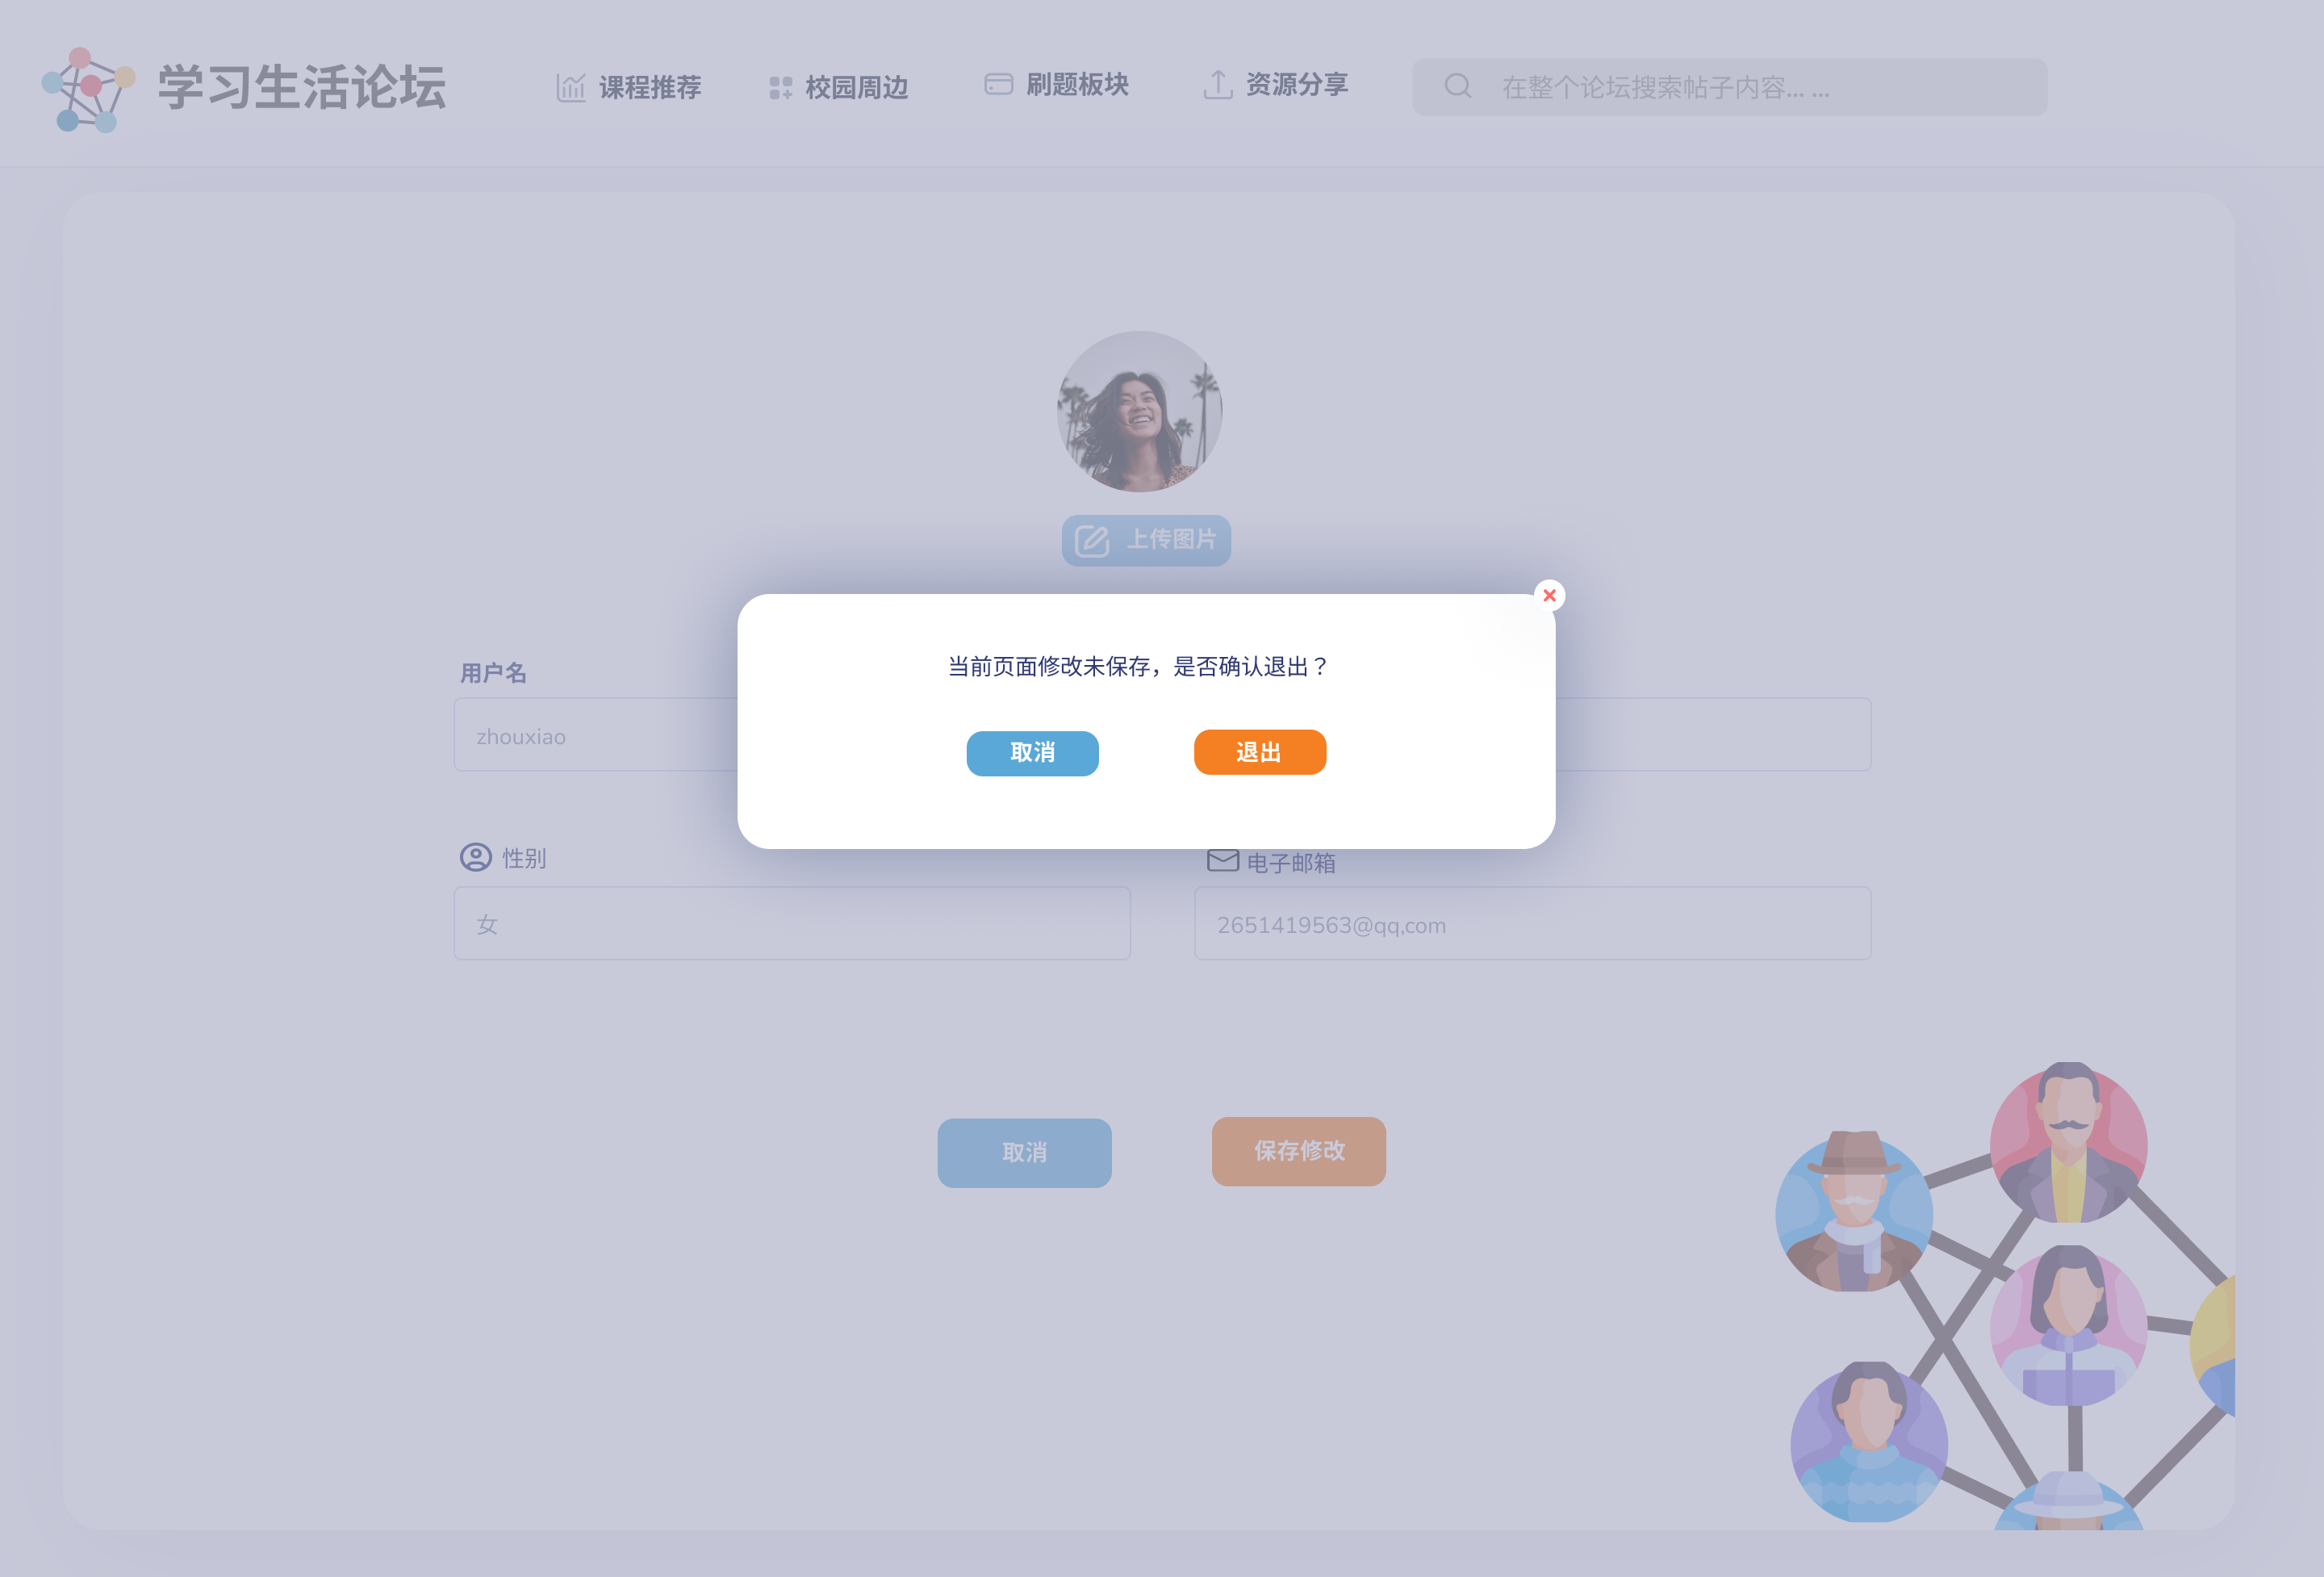 学习生活论坛
课程推荐
校园周边
刷题板块
资源分享
在整个论坛搜索帖子内容... ...
上传图片
当前页面修改未保存，是否确认退出？
取消
退出
用户名
zhouxiao
性别
电子邮箱
女
2651419563@qq,com
取消
保存修改